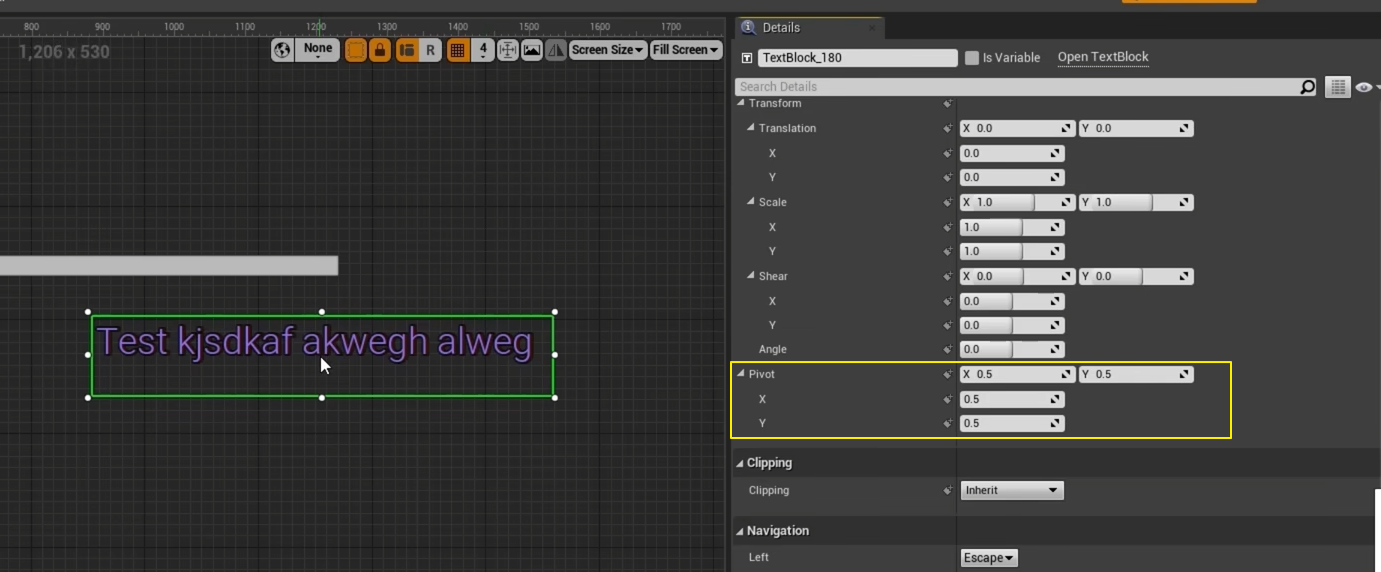 800 900 1000 1100 1200 1300 1400 1500 1600 1700
1,206 x 530
None
R
4
Screen Size
Fill Screen
Test kjsdkaf akwegh alweg
Details
TextBlock_180
Is Variable
Open TextBlock
Search Details
Transform
Translation X 0.0 Y 0.0
X 0.0
Y 0.0
Scale X 1.0 Y 1.0
X 1.0
Y 1.0
Shear X 0.0 Y 0.0
X 0.0
Y 0.0
Angle 0.0
Pivot X 0.5 Y 0.5
X 0.5
Y 0.5
Clipping
Clipping Inherit
Navigation
Left Escape